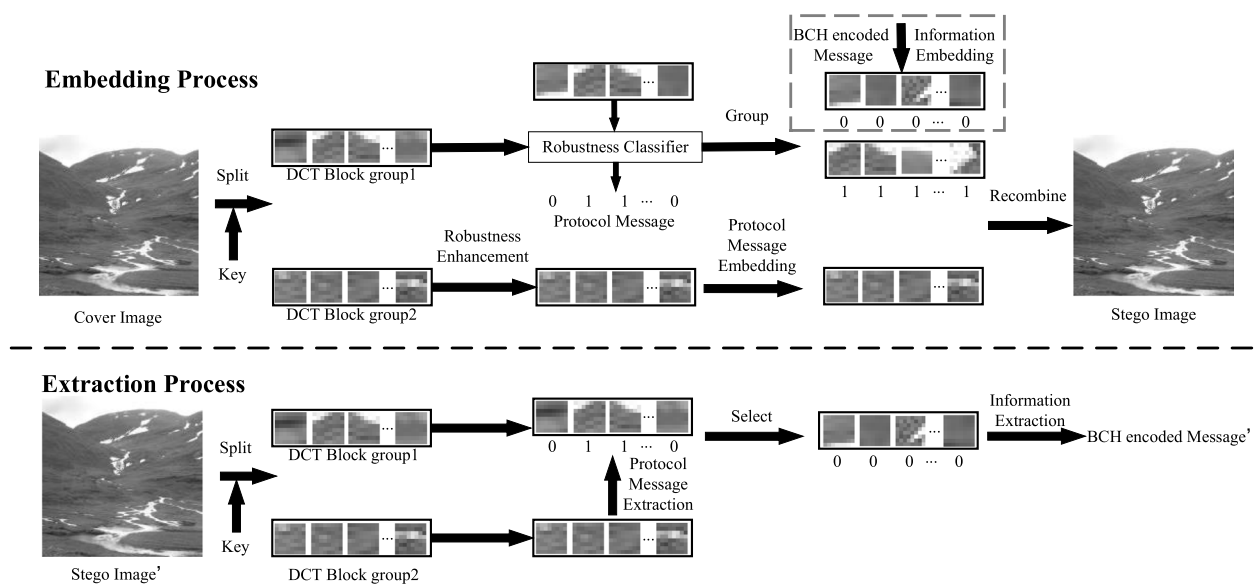 BCH encoded
Message
Information
Embedding
Embedding Process
...
...
0 0 0 ... 0
Group
Robustness Classifier
...
...
DCT Block group1
Split
0 1 1 ... 0
Protocol Message
1 1 1 ... 1
Recombine
Key
Robustness
Enhancement
Protocol
Message
Embedding
...
...
...
DCT Block group2
Cover Image
Stego Image
Extraction Process
...
...
DCT Block group1
Split
0 1 1 ... 0
Select
...
0 0 0 ... 0
Information
Extraction
BCH encoded Message’
Protocol
Message
Extraction
Key
...
...
Stego Image’
DCT Block group2